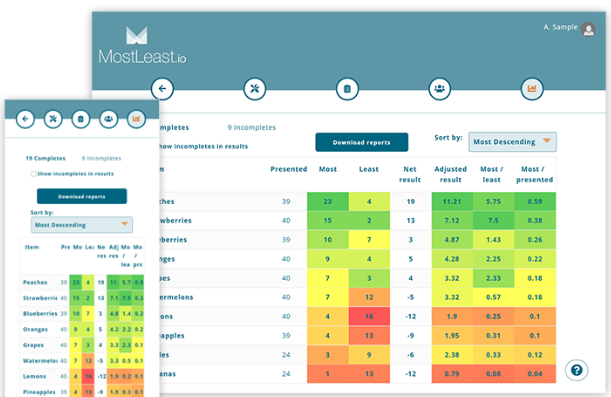 A. Sample
MostLeast.io
completes
9 Incompletes
how incompletes in results
Download reports
Sort by:
Most Descending
m Presented Most Least Net result Adjusted result Most / least Most / presented
ches 39 23 4 19 11.21 5.75 0.59
wberries 40 15 2 13 7.12 7.5 0.38
eberries 39 10 7 3 4.87 1.43 0.26
nges 40 9 4 5 4.28 2.25 0.22
pes 40 7 3 4 3.32 2.33 0.18
termelons 40 7 12 -5 3.32 0.57 0.18
ons 40 4 16 -12 1.9 0.25 0.1
eapples 39 4 13 -9 1.95 0.31 0.1
les 24 3 9 -6 2.38 0.33 0.12
anas 24 1 13 -12 0.79 0.08 0.04
?
19 Completes 9 Incompletes
Show incompletes in results
Download reports
Sort by:
Most Descending
Item Pre Mo Lea Ne res Adj res Mo / lea Mo / pre
Peaches 39 23 4 19 11. 5.7 0.5
Strawberrie 40 15 2 13 7.1 7.5 0.3
Blueberries 39 10 7 3 4.8 1.4 0.2
Oranges 40 9 4 5 4.2 2.2 0.2
Grapes 40 7 3 4 3.3 2.3 0.1
Watermelo 40 7 12 -5 3.3 0.5 0.1
Lemons 40 4 16 -12 1.9 0.2 0.1
Pineapples 39 4 13 -9 1.9 0.3 0.1